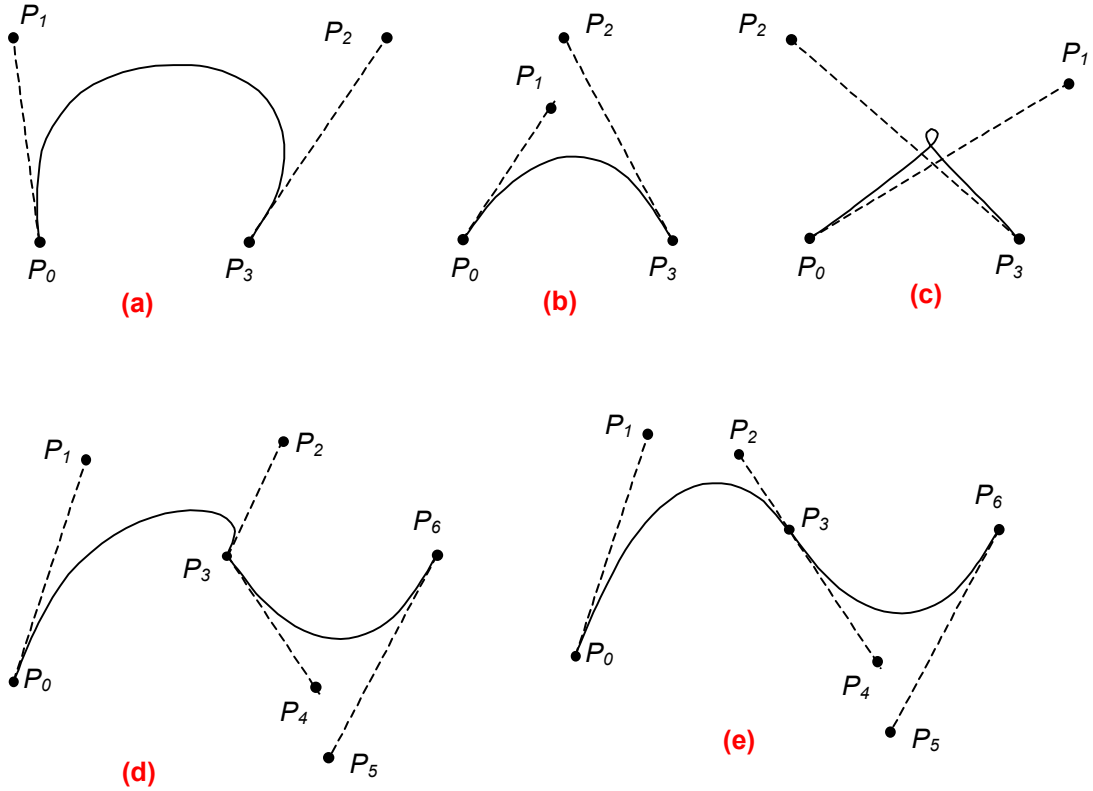 P₁ P₂
P₀ P₃
(a)
P₂
P₁
P₀ P₃
(b)
P₂ P₁
P₀ P₃
(c)
P₁ P₂
P₃ P₆
P₀
P₄
P₅
(d)
P₁ P₂
P₃ P₆
P₀
P₄
P₅
(e)